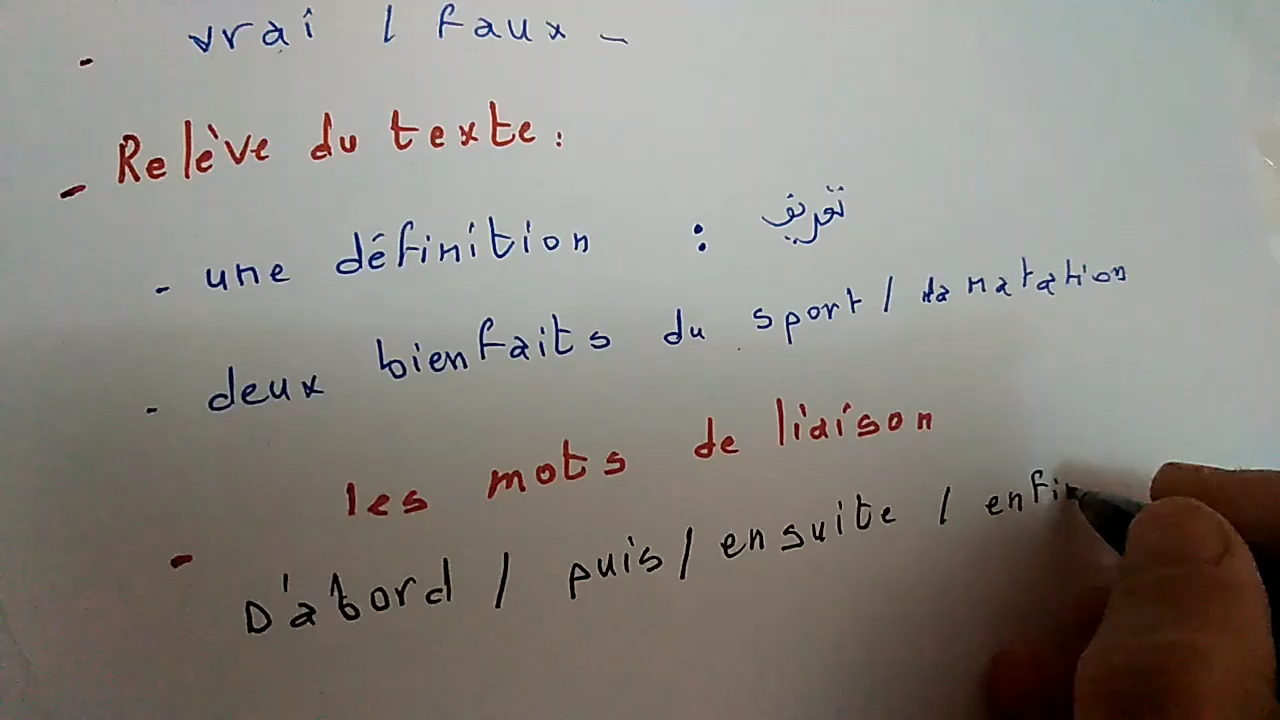 - vrai / faux -
- Relève du texte :
- une définition : تعريف
- deux bienfaits du sport / la natation
les mots de liaison
- D'abord / puis / ensuite / enfin